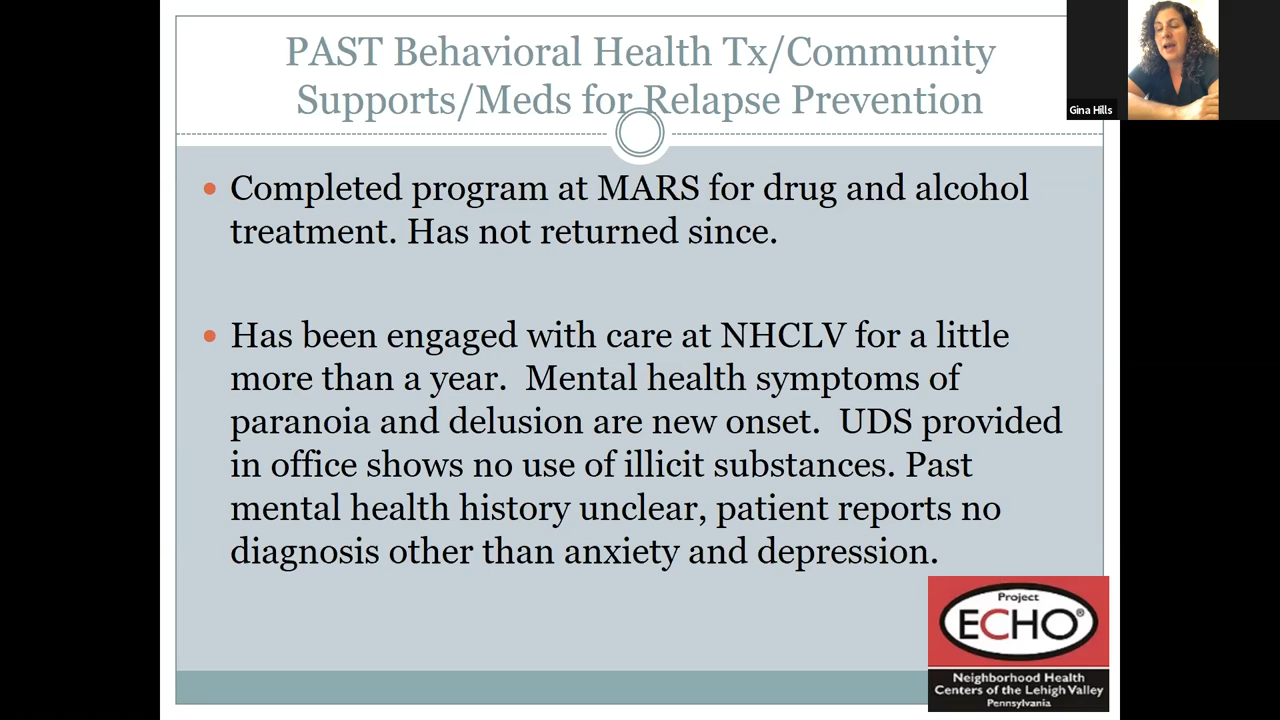 PAST Behavioral Health Tx/Community
Supports/Meds for Relapse Prevention
Gina Hills
• Completed program at MARS for drug and alcohol
treatment. Has not returned since.
• Has been engaged with care at NHCLV for a little
more than a year.  Mental health symptoms of
paranoia and delusion are new onset.  UDS provided
in office shows no use of illicit substances. Past
mental health history unclear, patient reports no
diagnosis other than anxiety and depression.
Project
ECHO®
Neighborhood Health
Centers of the Lehigh Valley
Pennsylvania